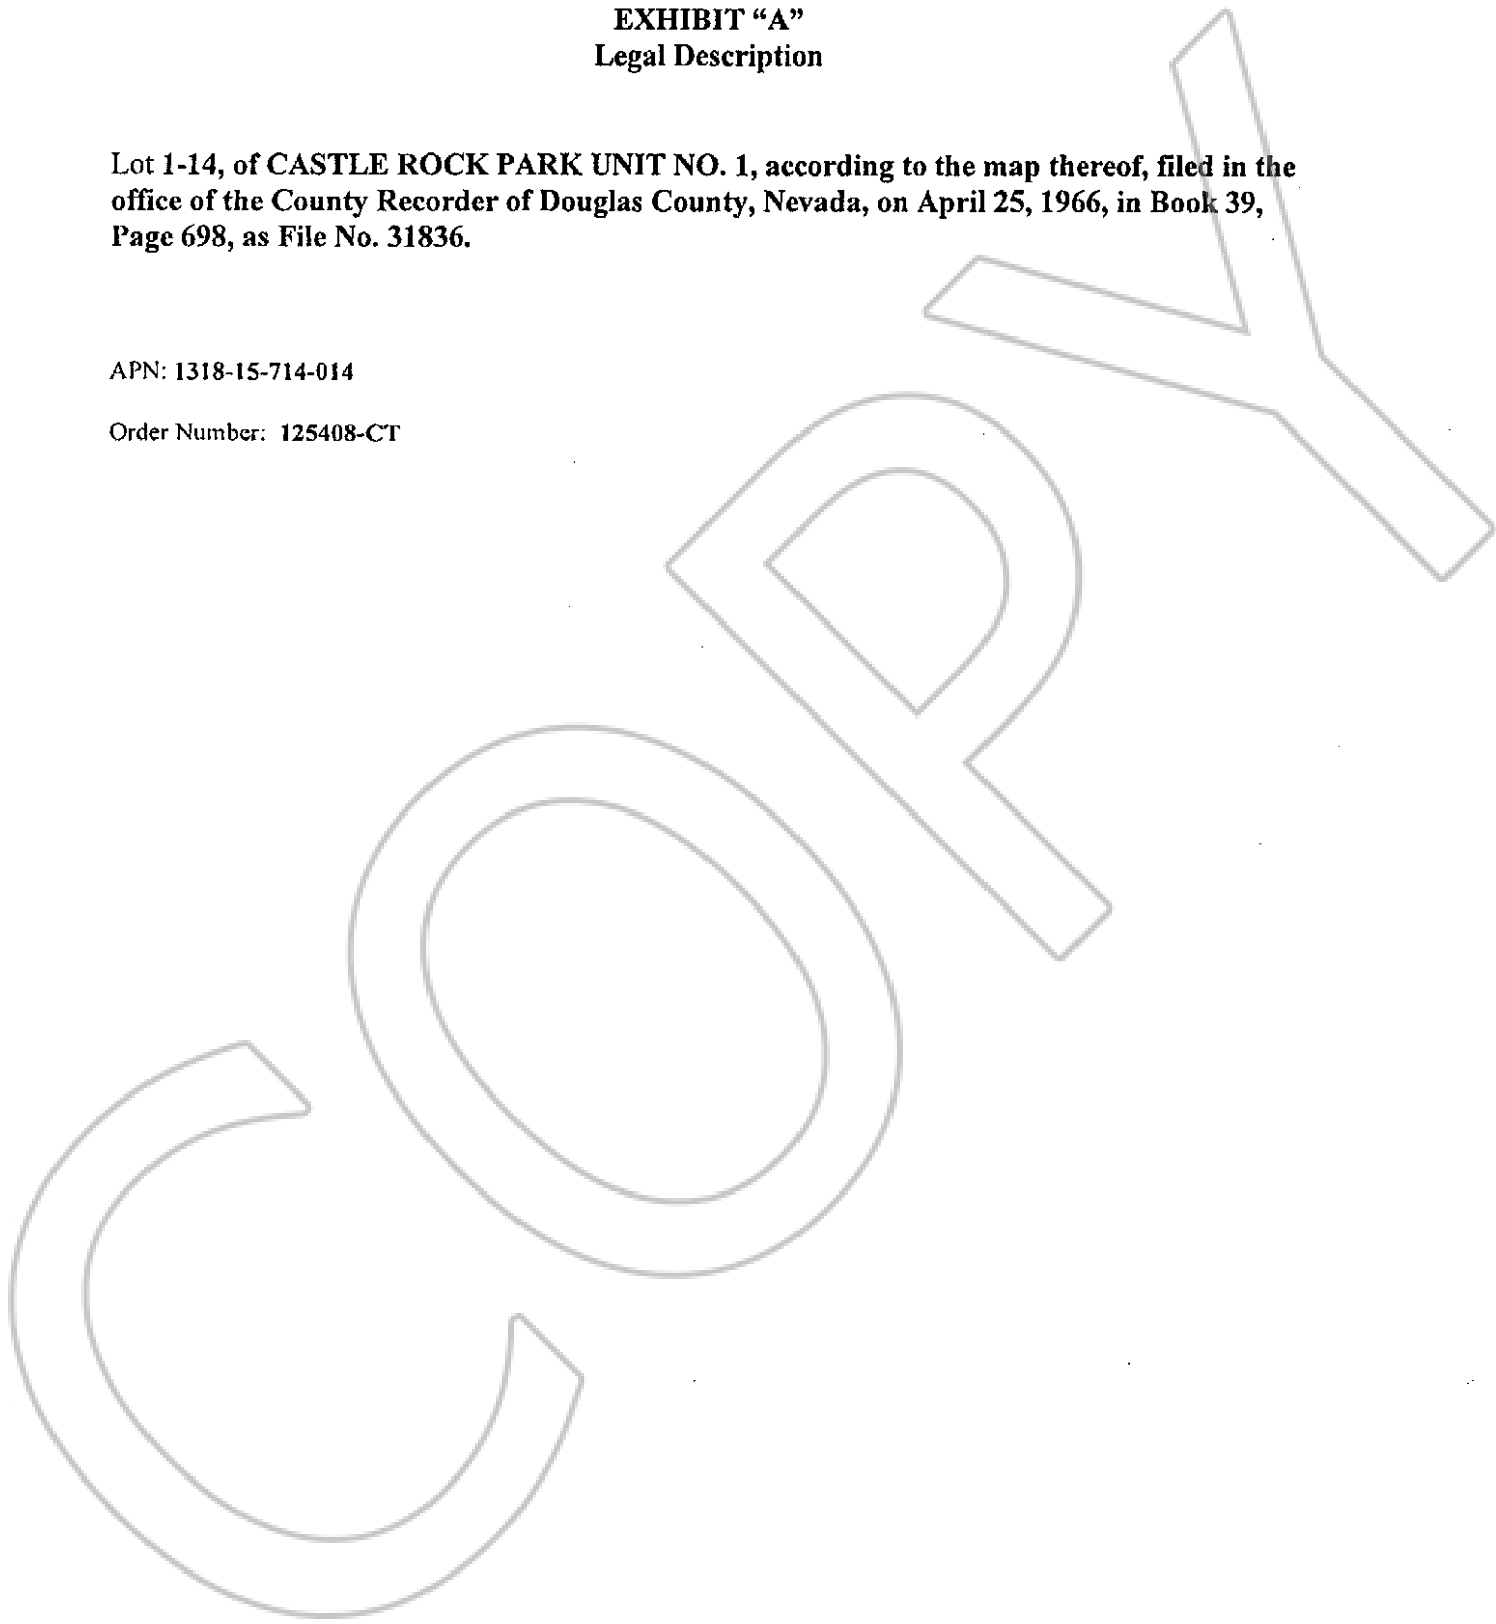 EXHIBIT “A”
Legal Description
Lot 1-14, of CASTLE ROCK PARK UNIT NO. 1, according to the map thereof, filed in the
office of the County Recorder of Douglas County, Nevada, on April 25, 1966, in Book 39,
Page 698, as File No. 31836.
APN: 1318-15-714-014
Order Number: 125408-CT
COPY